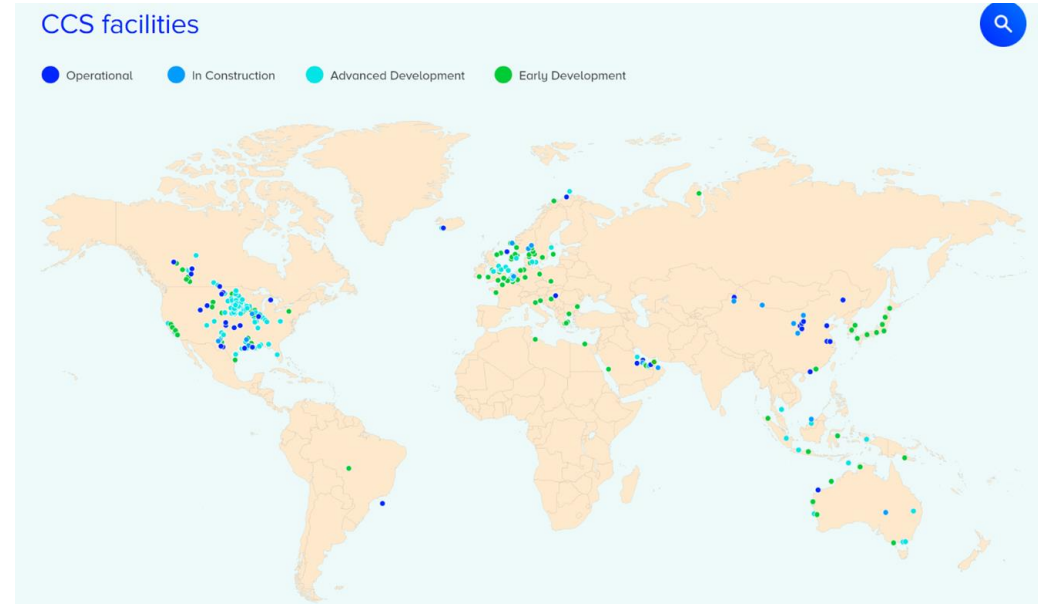 CCS facilities
Operational In Construction Advanced Development Early Development